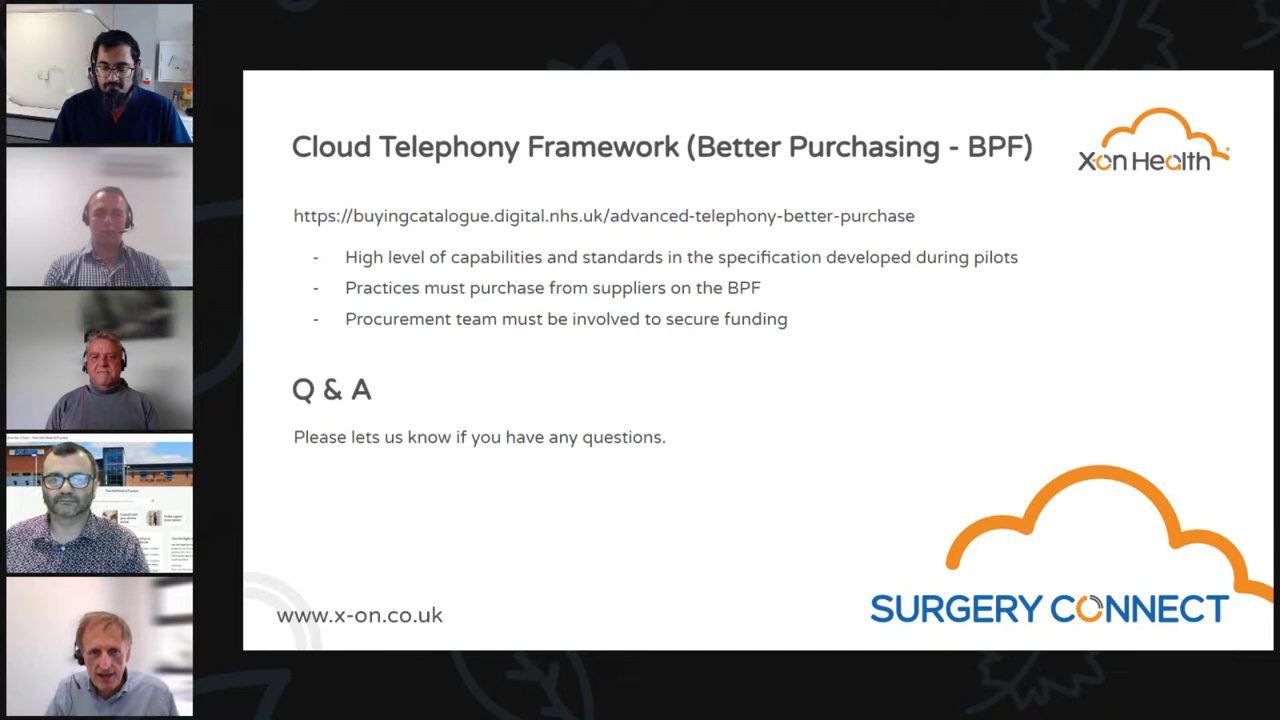 Cloud Telephony Framework (Better Purchasing - BPF)
X-on Health
https://buyingcatalogue.digital.nhs.uk/advanced-telephony-better-purchase
- High level of capabilities and standards in the specification developed during pilots
- Practices must purchase from suppliers on the BPF
- Procurement team must be involved to secure funding
Q & A
Please lets us know if you have any questions.
www.x-on.co.uk
SURGERY CONNECT